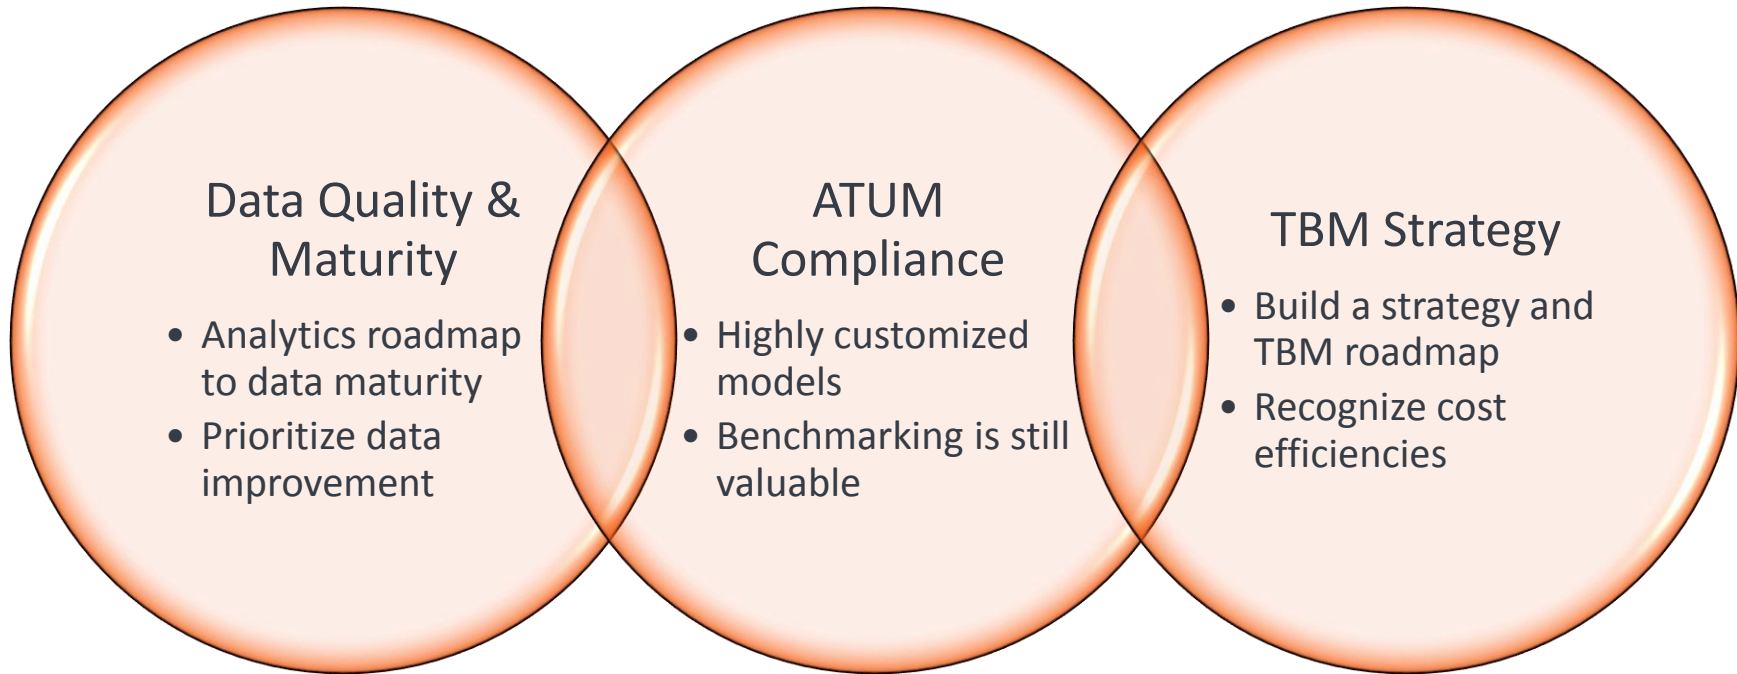 Data Quality &
Maturity
• Analytics roadmap
to data maturity
• Prioritize data
improvement
ATUM
Compliance
• Highly customized
models
• Benchmarking is still
valuable
TBM Strategy
• Build a strategy and
TBM roadmap
• Recognize cost
efficiencies